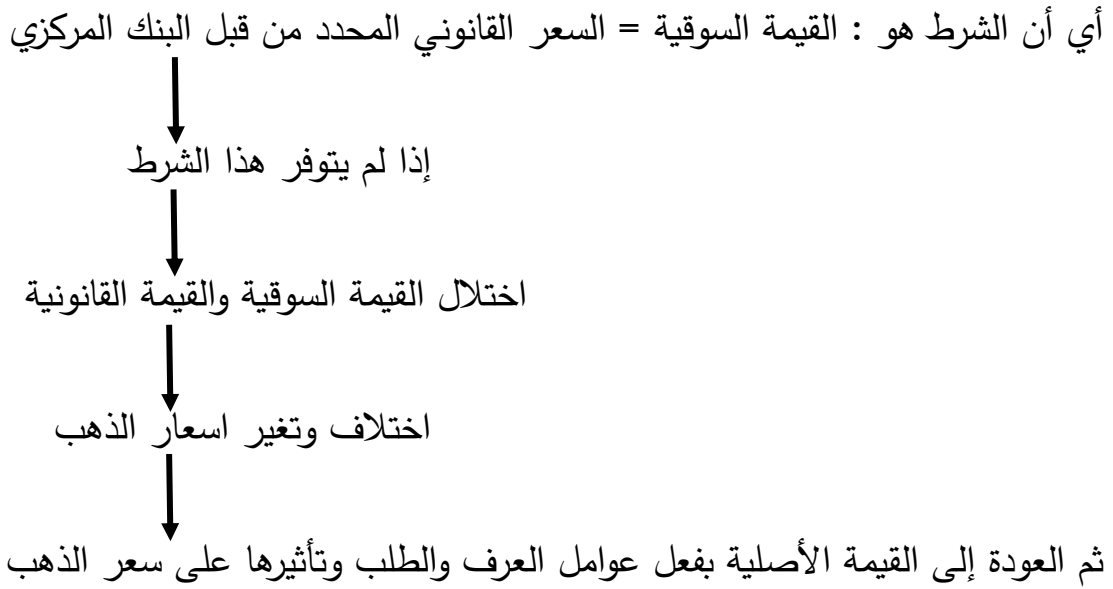 أي أن الشرط هو : القيمة السوقية = السعر القانوني المحدد من قبل البنك المركزي
إذا لم يتوفر هذا الشرط
اختلال القيمة السوقية والقيمة القانونية
اختلاف وتغير اسعار الذهب
ثم العودة إلى القيمة الأصلية بفعل عوامل العرف والطلب وتأثيرها على سعر الذهب